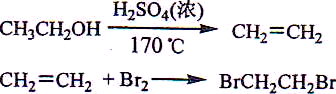 CH₃CH₂OH H₂SO₄(浓) 170℃ CH₂=CH₂
CH₂=CH₂ + Br₂ → BrCH₂CH₂Br